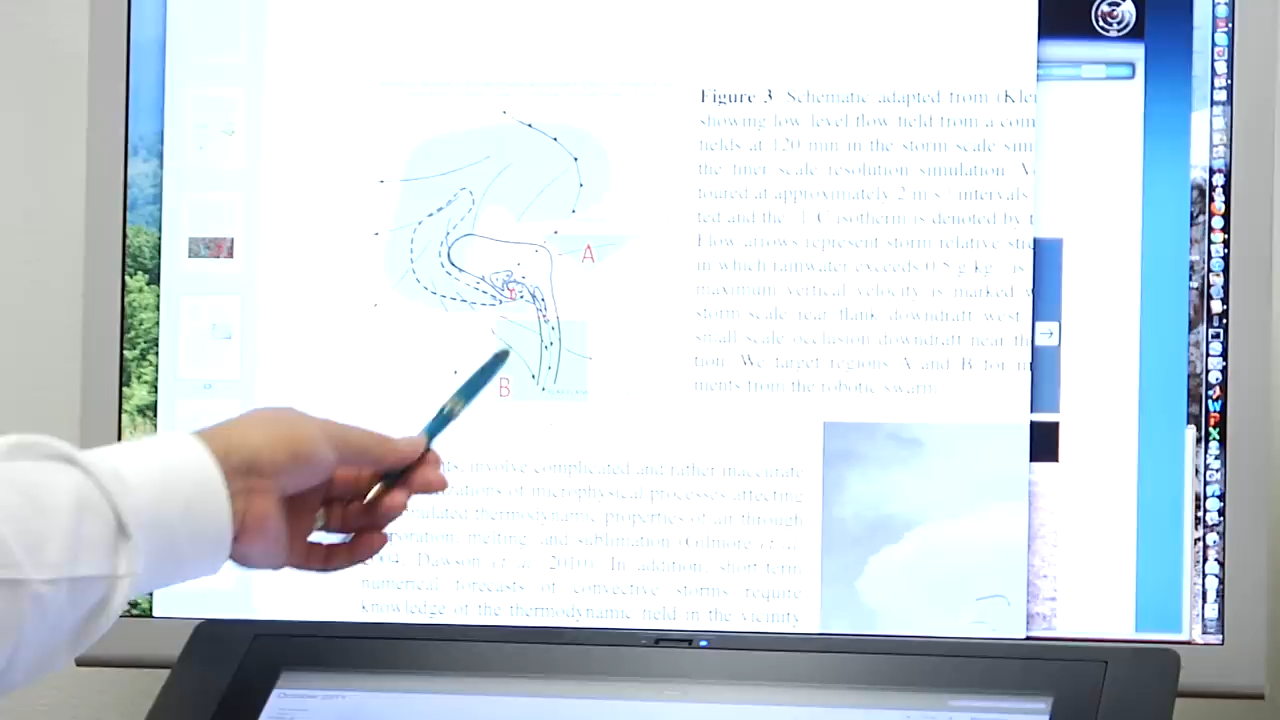 Figure 3 Schematic adapted from (Kle
showing low level flow field from a com
fields at 120 min in the storm scale sim
the finer scale resolution simulation. V
toured at approximately 2 m s intervals
ted and the 1 C isotherm is denoted by t
Flow arrows represent storm relative
in which rainwater exceeds 0.5 g kg is
maximum vertical velocity is marked w
storm scale rear flank downdraft west
small scale occlusion downdraft near th
tion. We target regions A and B for
ments from the robotic swarm.
A
B
nts, involve complicated and rather inaccurate
izations of microphysical processes affecting
ulated thermodynamic properties of air through
poration, melting, and sublimation (Gilmore et
Dawson 2010). In addition, short term
numerical forecasts of convective storms require
knowledge of the thermodynamic field in the vicinity